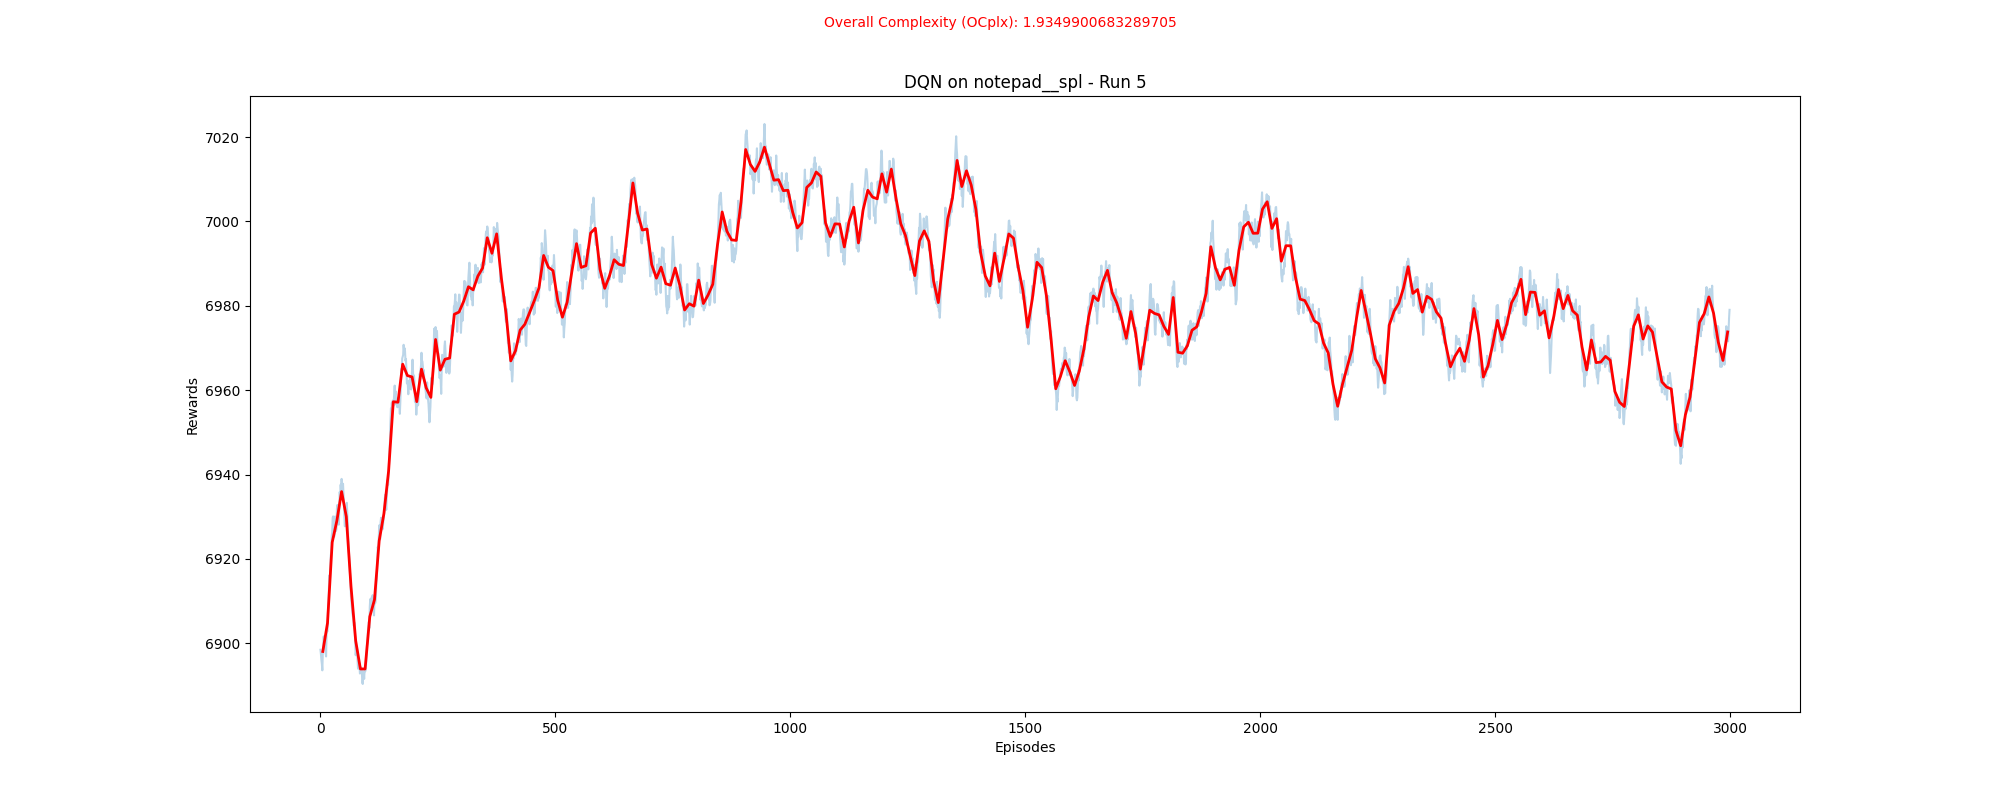 Overall Complexity (OCplx): 1.9349900683289705
DQN on notepad__spl - Run 5
7020
7000
6980
6960
6940
6920
6900
Rewards
0 500 1000 1500 2000 2500 3000
Episodes